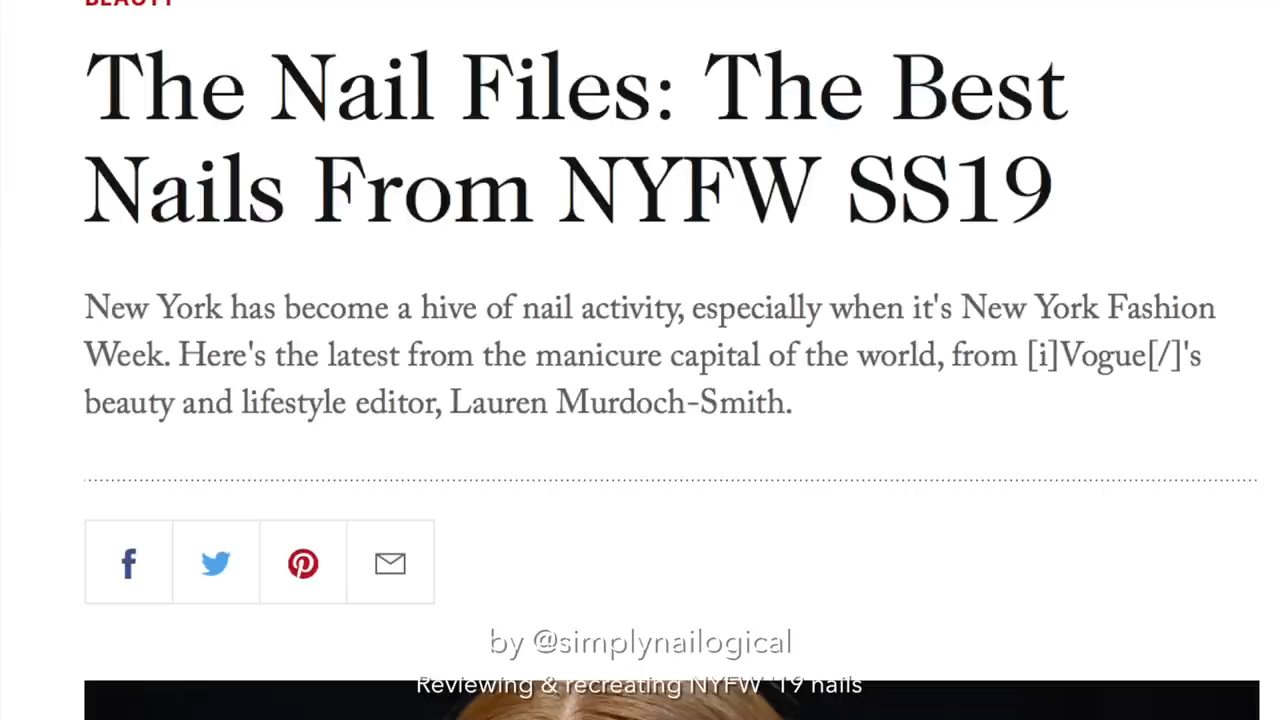 BEAUTY
The Nail Files: The Best
Nails From NYFW SS19
New York has become a hive of nail activity, especially when it's New York Fashion
Week. Here's the latest from the manicure capital of the world, from [i]Vogue[/]'s
beauty and lifestyle editor, Lauren Murdoch-Smith.
by @simplynailogical
Reviewing & recreating NYFW '19 nails